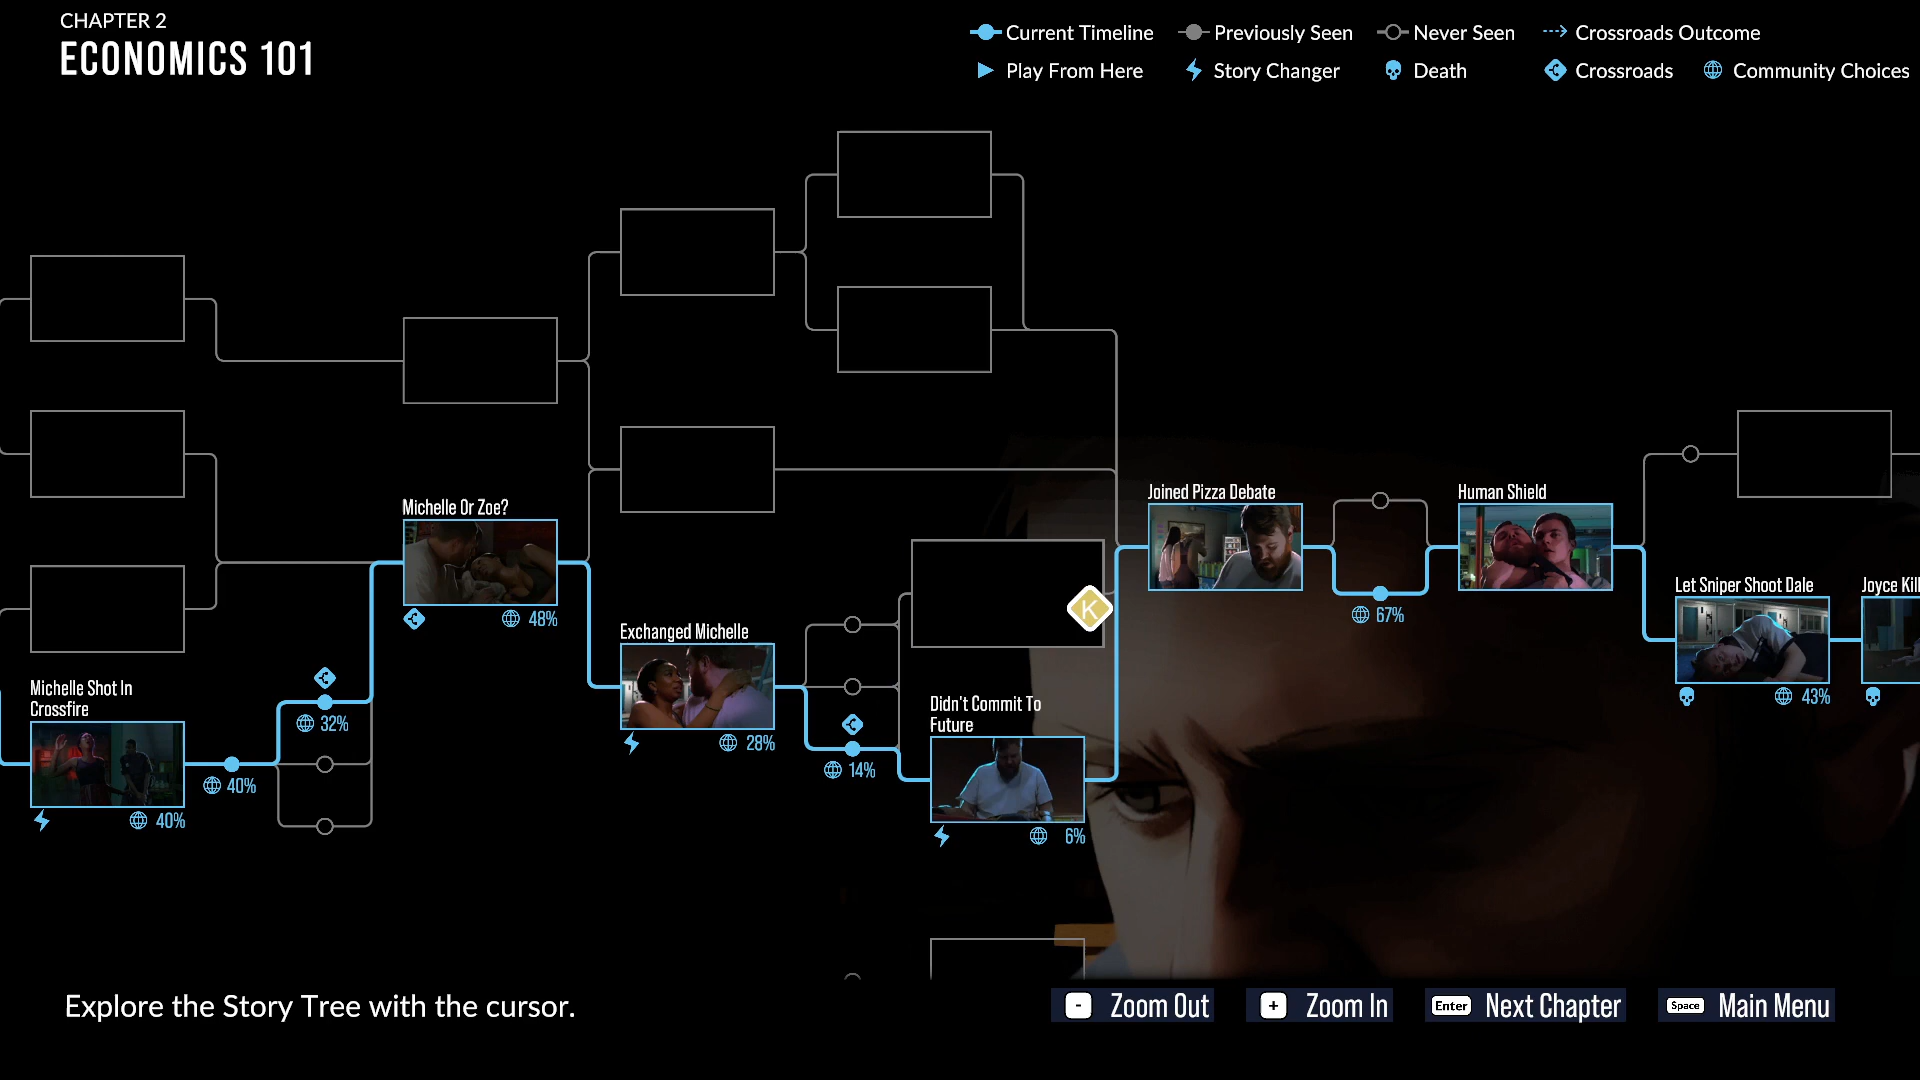 CHAPTER 2
ECONOMICS 101
Current Timeline
Previously Seen
Never Seen
Crossroads Outcome
Play From Here
Story Changer
Death
Crossroads
Community Choices
Michelle Or Zoe?
48%
Joined Pizza Debate
67%
Human Shield
Let Sniper Shoot Dale
43%
Joyce Kil
Exchanged Michelle
28%
14%
K
Michelle Shot In
Crossfire
40%
40%
32%
Didn't Commit To
Future
6%
Explore the Story Tree with the cursor.
- Zoom Out
+ Zoom In
Enter Next Chapter
Space Main Menu